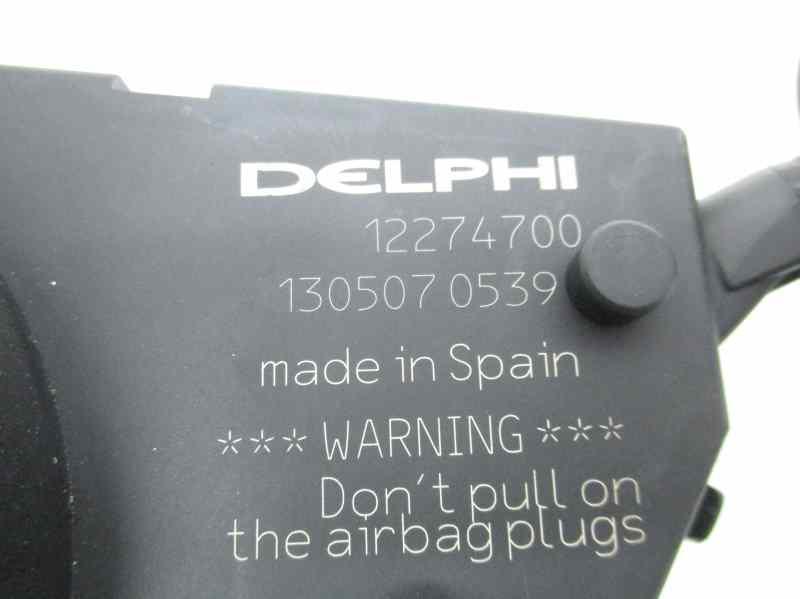 DELPHI
12274700
130507 0539
made in Spain
*** WARNING ***
Don't pull on
the airbag plugs